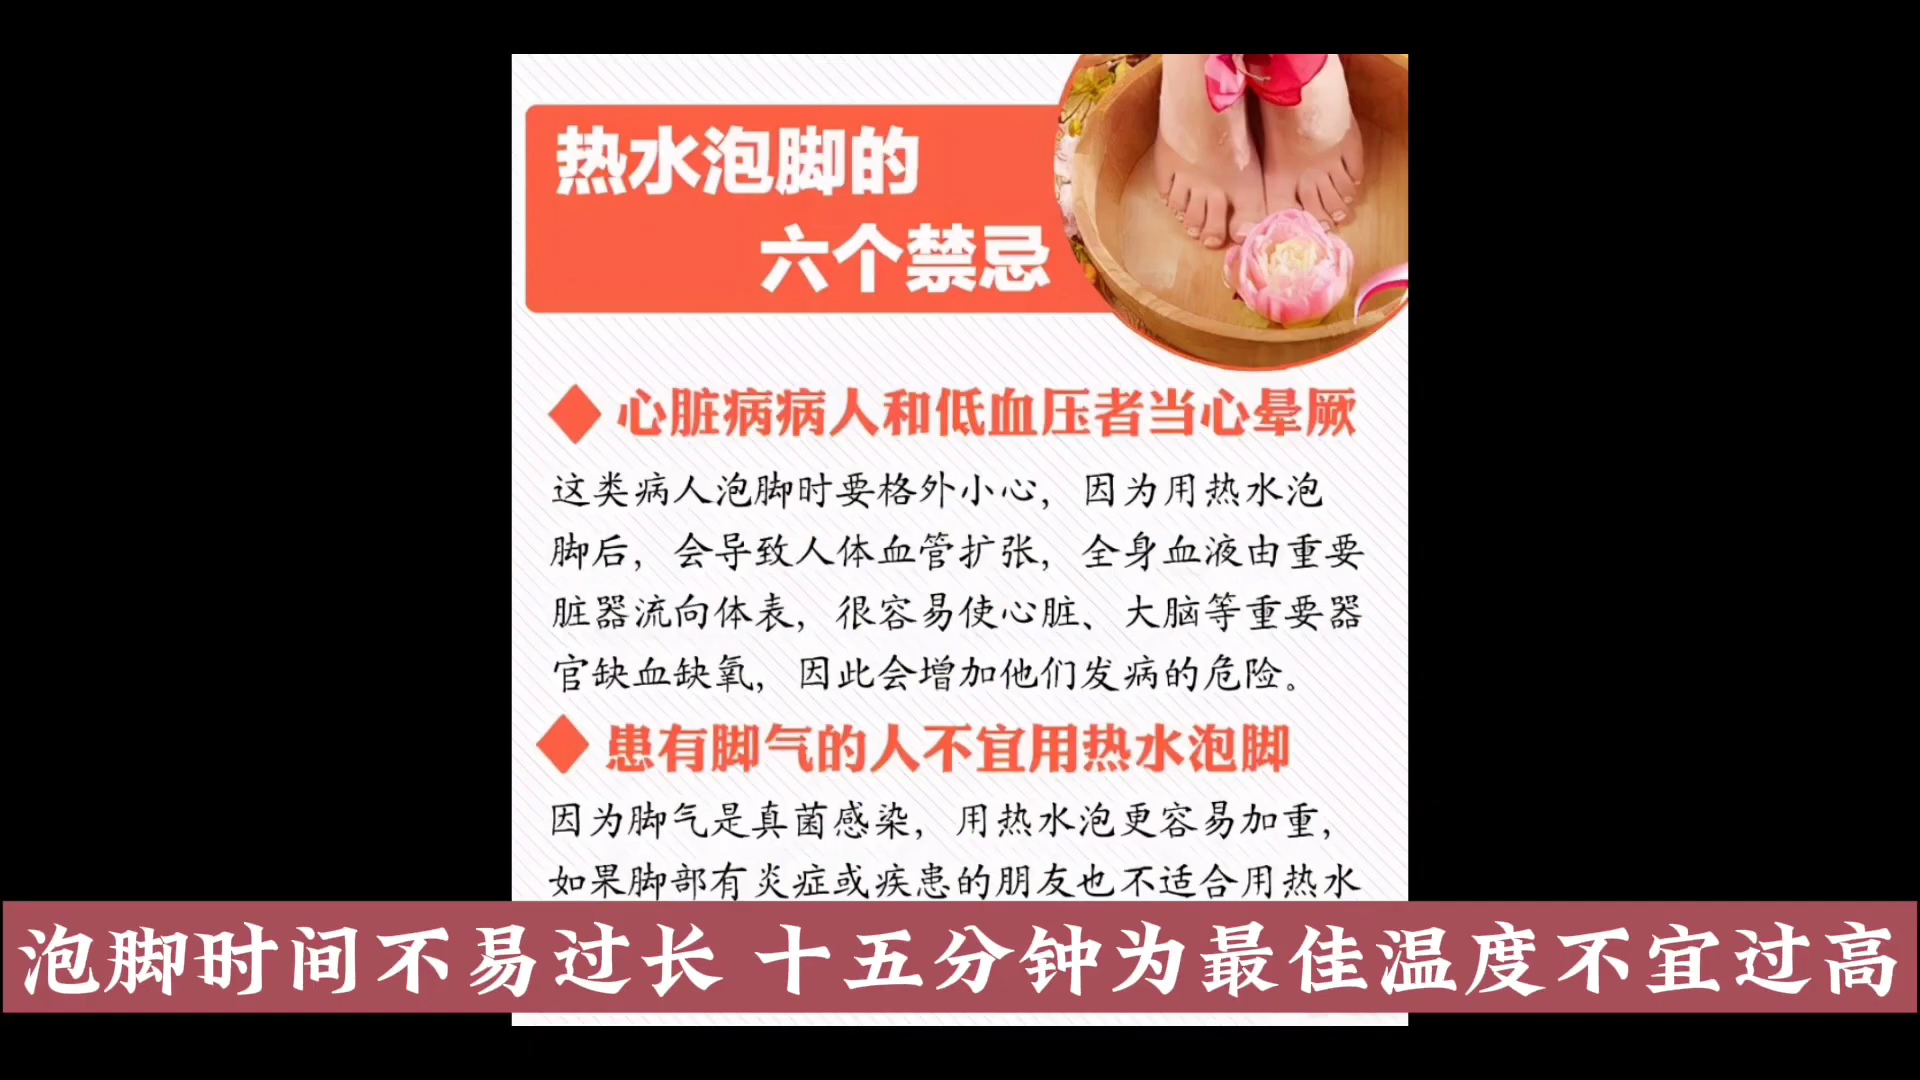 热水泡脚的
六个禁忌
心脏病病人和低血压者当心晕厥
这类病人泡脚时要格外小心，因为用热水泡
脚后，会导致人体血管扩张，全身血液由重要
脏器流向体表，很容易使心脏、大脑等重要器
官缺血缺氧，因此会增加他们发病的危险。
患有脚气的人不宜用热水泡脚
因为脚气是真菌感染，用热水泡更容易加重，
如果脚部有炎症或疾患的朋友也不适合用热水
泡脚时间不易过长 十五分钟为最佳温度不宜过高